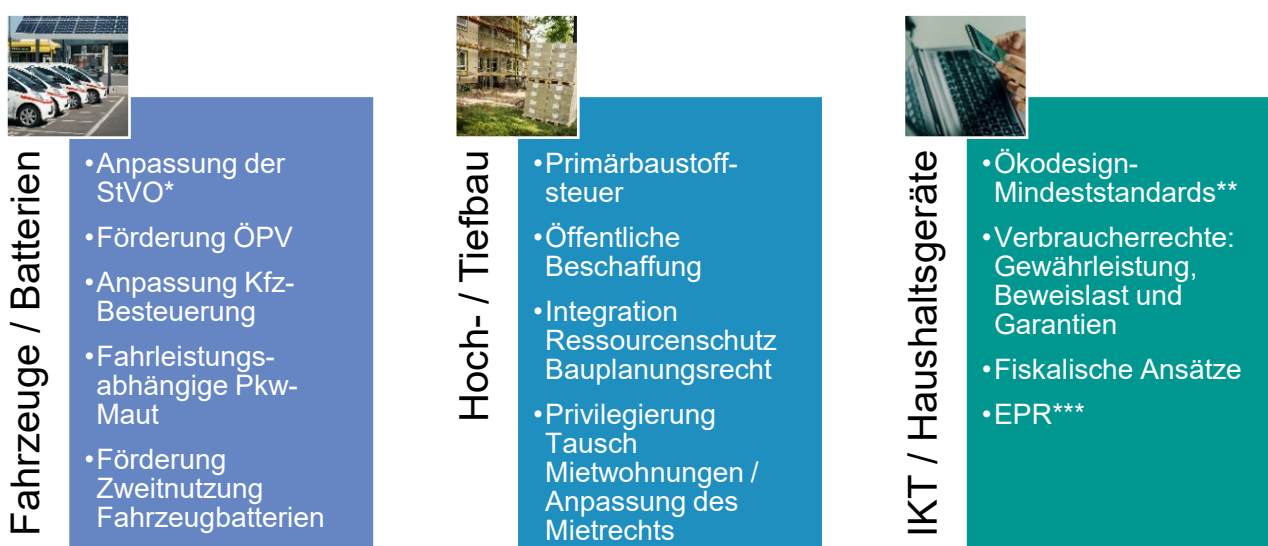 Fahrzeuge / Batterien
•Anpassung der
StVO*
•Förderung ÖPV
•Anpassung Kfz-
Besteuerung
•Fahrleistungs-
abhängige Pkw-
Maut
•Förderung
Zweitnutzung
Fahrzeugbatterien
Hoch- / Tiefbau
•Primärbaustoff-
steuer
•Öffentliche
Beschaffung
•Integration
Ressourcenschutz
Bauplanungsrecht
•Privilegierung
Tausch
Mietwohnungen /
Anpassung des
Mietrechts
IKT / Haushaltsgeräte
•Ökodesign-
Mindeststandards**
•Verbraucherrechte:
Gewährleistung,
Beweislast und
Garantien
•Fiskalische Ansätze
•EPR***